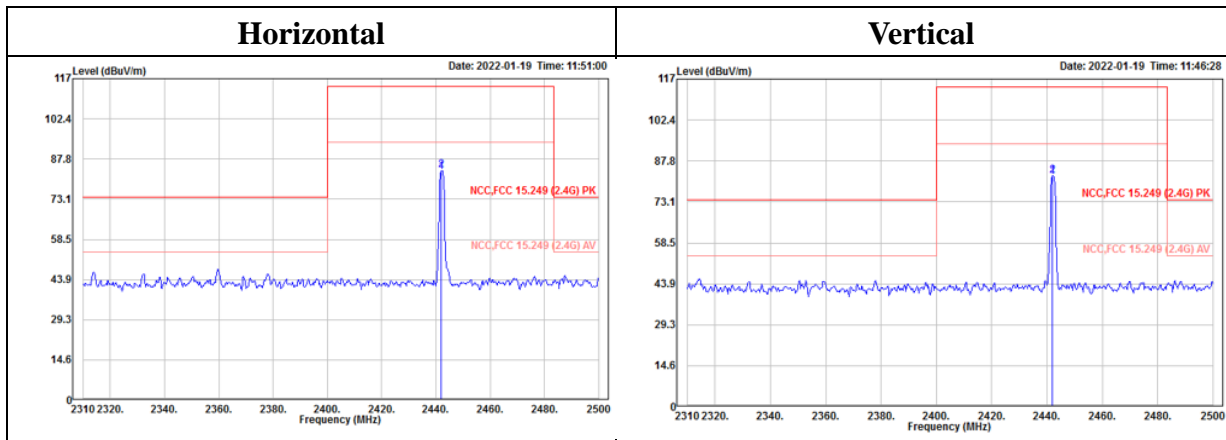 Horizontal
Vertical
117 Level (dBuV/m) Date: 2022-01-19 Time: 11:51:00
102.4
87.8
2
73.1 NCC,FCC 15.249 (2.4G) PK
58.5 NCC,FCC 15.249 (2.4G) AV
43.9
29.3
14.6
0
2310 2320. 2340. 2360. 2380. 2400. 2420. 2440. 2460. 2480. 2500
Frequency (MHz)
117 Level (dBuV/m) Date: 2022-01-19 Time: 11:46:28
102.4
87.8
2
73.1 NCC,FCC 15.249 (2.4G) PK
58.5 NCC,FCC 15.249 (2.4G) AV
43.9
29.3
14.6
0
2310 2320. 2340. 2360. 2380. 2400. 2420. 2440. 2460. 2480. 2500
Frequency (MHz)